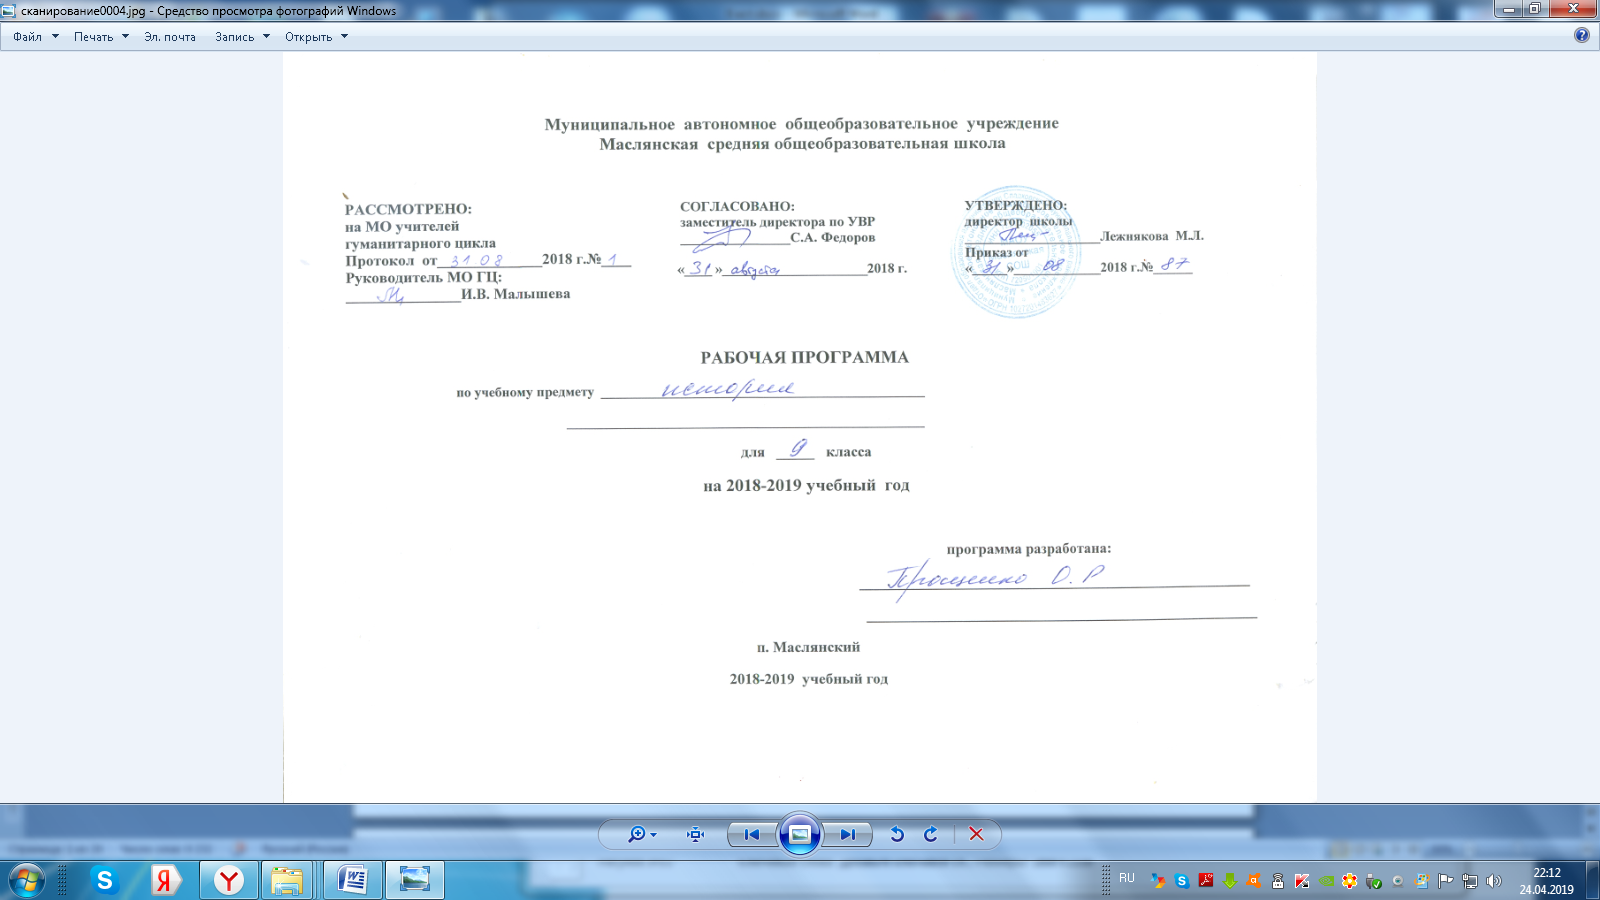 сканирование0004.jpg - Средство просмотра фотографий Windows
Файл Печать Эл. почта Запись Открыть
Муниципальное автономное общеобразовательное учреждение
Маслянская средняя общеобразовательная школа
РАССМОТРЕНО:
на МО учителей
гуманитарного цикла
Протокол от 31 08 2018 г.№ 1
Руководитель МО ГЦ:
И.В. Малышева
СОГЛАСОВАНО:
заместитель директора по УВР
С.А. Федоров
« 31 » августа 2018 г.
УТВЕРЖДЕНО:
директор школы
Лежнякова М.Л.
Приказ от
« 31 » 08 2018 г.№ 87
РАБОЧАЯ ПРОГРАММА
по учебному предмету история
для 9 класса
на 2018-2019 учебный год
программа разработана:
Прощенко О.Р
п. Маслянский
2018-2019 учебный год
RU
22:12
24.04.2019